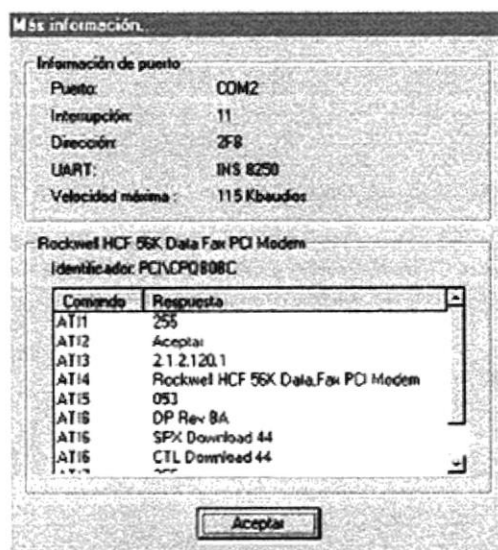 Más información...
Información de puerto
Puerto: COM2
Interrupción: 11
Dirección: 2F8
UART: INS 8250
Velocidad máxima : 115 Kbaudios
Rockwell HCF 56K Data Fax PCI Modem
Identificador: PCI\CPQ808C
Comando Respuesta
ATI1 255
ATI2 Aceptar
ATI3 2.1.2.120.1
ATI4 Rockwell HCF 56K Data,Fax PCI Modem
ATI5 053
ATI6 DP Rev BA
ATI6 SPX Download 44
ATI6 CTL Download 44
Aceptar